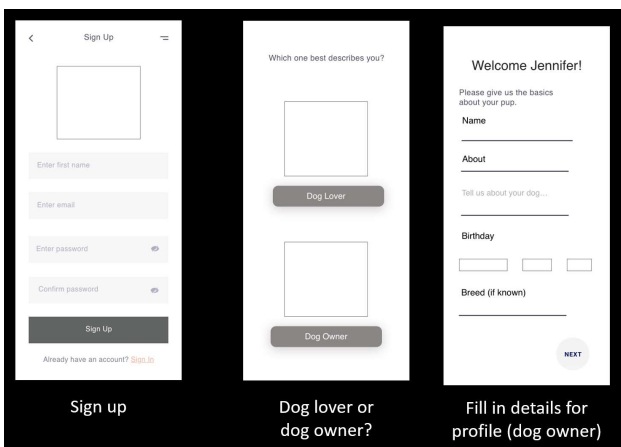 Sign Up
Enter first name
Enter email
Enter password
Confirm password
Sign Up
Already have an account? Sign In
Sign up
Which one best describes you?
Dog Lover
Dog Owner
Dog lover or
dog owner?
Welcome Jennifer!
Please give us the basics
about your pup.
Name
About
Tell us about your dog...
Birthday
Breed (if known)
NEXT
Fill in details for
profile (dog owner)